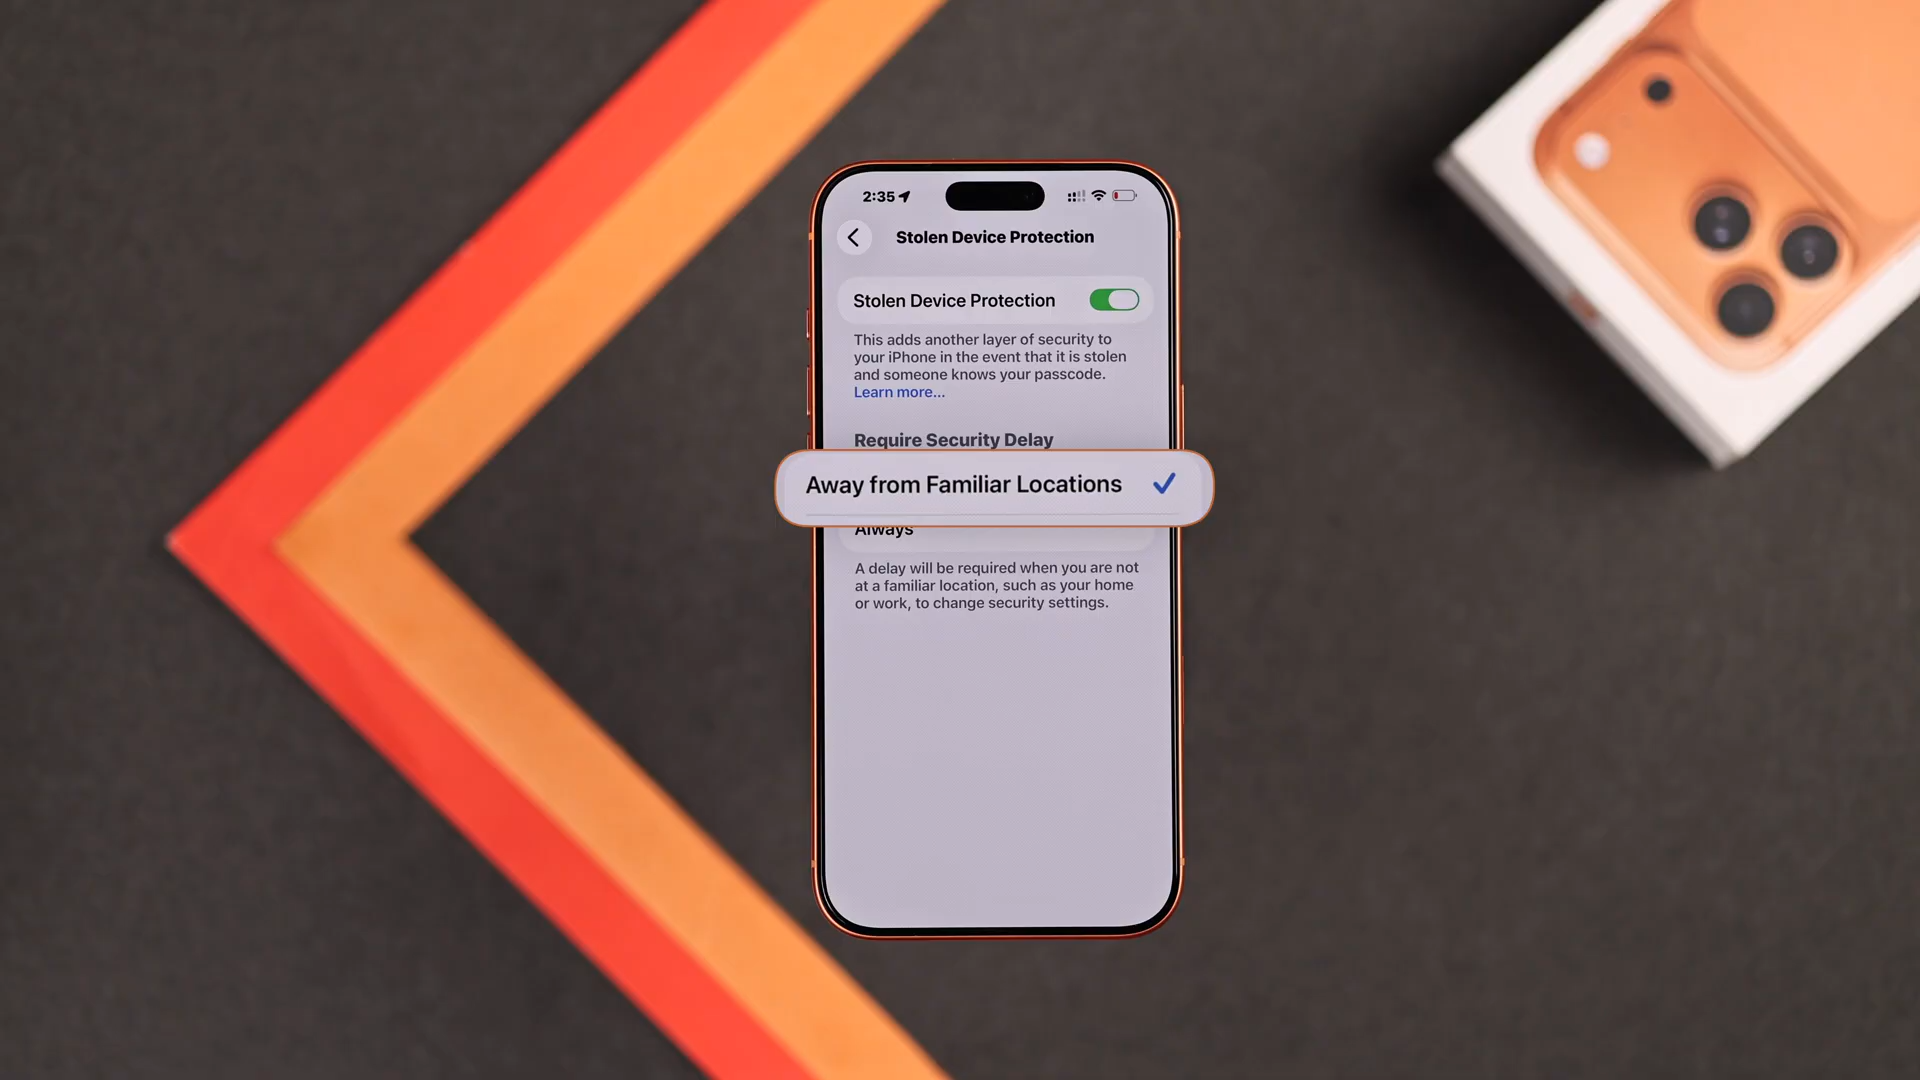 2:35
Stolen Device Protection
Stolen Device Protection
This adds another layer of security to
your iPhone in the event that it is stolen
and someone knows your passcode.
Learn more...
Require Security Delay
Away from Familiar Locations
Always
A delay will be required when you are not
at a familiar location, such as your home
or work, to change security settings.